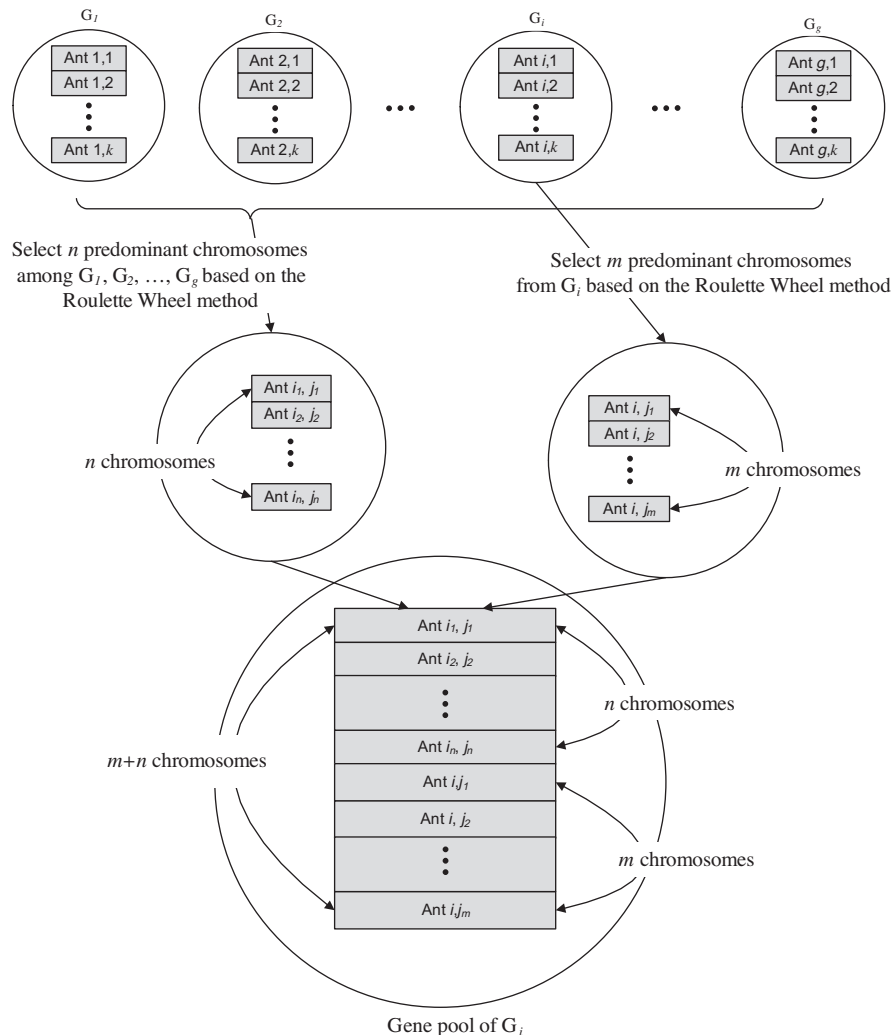 G1
G2
Gi
Gg
Ant 1,1
Ant 1,2
Ant 1,k
Ant 2,1
Ant 2,2
Ant 2,k
Ant i,1
Ant i,2
Ant i,k
Ant g,1
Ant g,2
Ant g,k
Select n predominant chromosomes
among G1, G2, …, Gg based on the
Roulette Wheel method
Select m predominant chromosomes
from Gi based on the Roulette Wheel method
Ant i1, j1
Ant i2, j2
Ant in, jn
n chromosomes
Ant i, j1
Ant i, j2
Ant i, jm
m chromosomes
Ant i1, j1
Ant i2, j2
Ant in, jn
Ant i,j1
Ant i, j2
Ant i,jm
m+n chromosomes
n chromosomes
m chromosomes
Gene pool of Gi